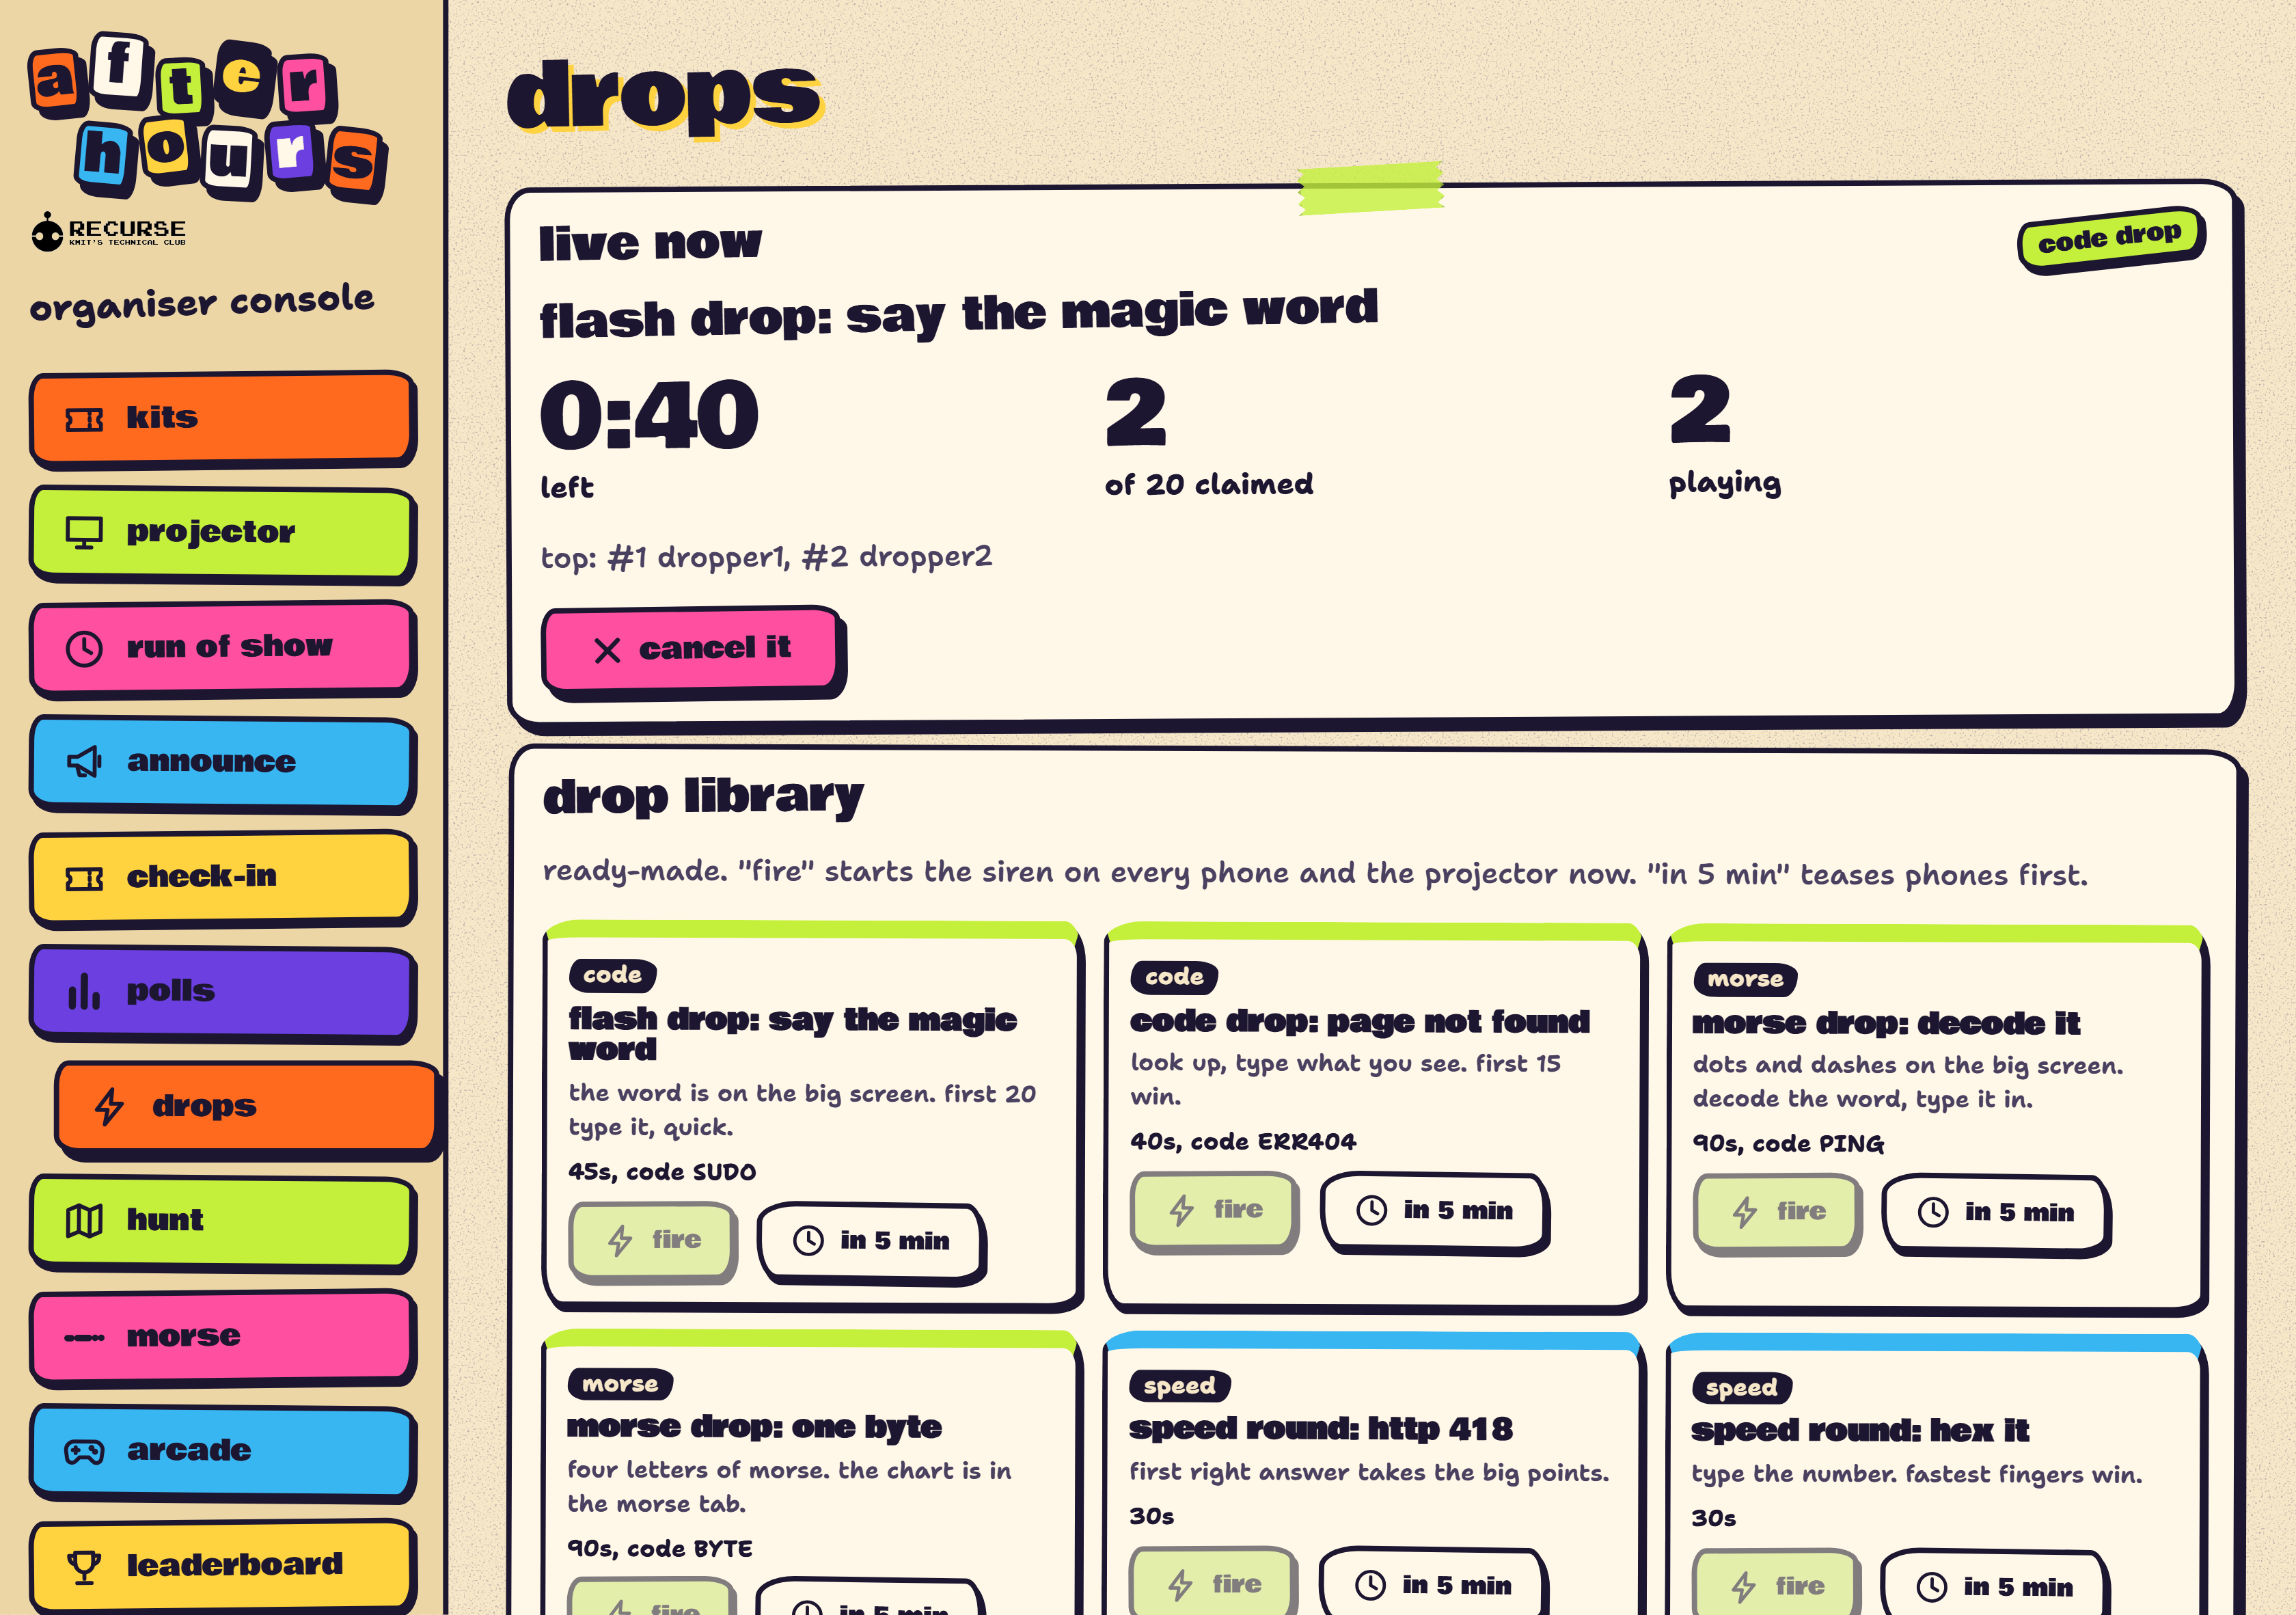 after
hours
RECURSE
KMIT'S TECHNICAL CLUB
organiser console
kits
projector
run of show
announce
check-in
polls
drops
hunt
morse
arcade
leaderboard
drops
live now
code drop
flash drop: say the magic word
0:40
left
2
of 20 claimed
2
playing
top: #1 dropper1, #2 dropper2
cancel it
drop library
ready-made. "fire" starts the siren on every phone and the projector now. "in 5 min" teases phones first.
code
flash drop: say the magic
word
the word is on the big screen. first 20
type it, quick.
45s, code SUDO
fire
in 5 min
code
code drop: page not found
look up, type what you see. first 15
win.
40s, code ERR404
fire
in 5 min
morse
morse drop: decode it
dots and dashes on the big screen.
decode the word, type it in.
90s, code PING
fire
in 5 min
morse
morse drop: one byte
four letters of morse. the chart is in
the morse tab.
90s, code BYTE
fire
in 5 min
speed
speed round: http 418
first right answer takes the big points.
30s
fire
in 5 min
speed
speed round: hex it
type the number. fastest fingers win.
30s
fire
in 5 min